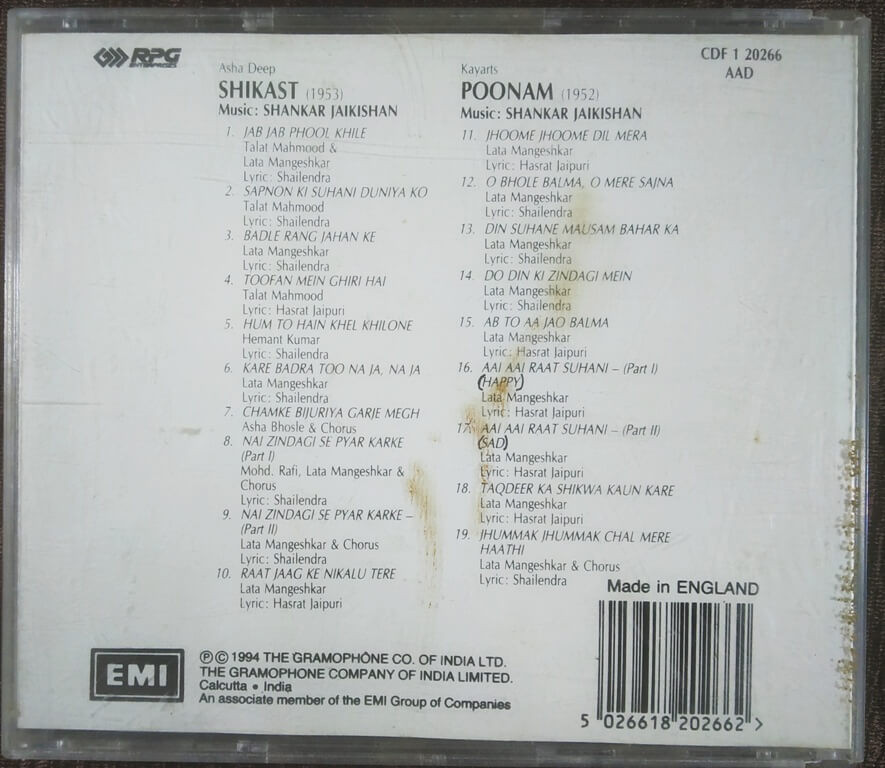 RPG
ENTERPRISES
CDF 1 20266
AAD
Asha Deep
SHIKAST (1953)
Music: SHANKAR JAIKISHAN
1. JAB JAB PHOOL KHILE
Talat Mahmood &
Lata Mangeshkar
Lyric: Shailendra
2. SAPNON KI SUHANI DUNIYA KO
Talat Mahmood
Lyric: Shailendra
3. BADLE RANG JAHAN KE
Lata Mangeshkar
Lyric: Shailendra
4. TOOFAN MEIN GHIRI HAI
Talat Mahmood
Lyric: Hasrat Jaipuri
5. HUM TO HAIN KHEL KHILONE
Hemant Kumar
Lyric: Shailendra
6. KARE BADRA TOO NA JA, NA JA
Lata Mangeshkar
Lyric: Shailendra
7. CHAMKE BIJURIYA GARJE MEGH
Asha Bhosle & Chorus
8. NAI ZINDAGI SE PYAR KARKE
(Part I)
Mohd. Rafi, Lata Mangeshkar &
Chorus
Lyric: Shailendra
9. NAI ZINDAGI SE PYAR KARKE –
(Part II)
Lata Mangeshkar & Chorus
Lyric: Shailendra
10. RAAT JAAG KE NIKALU TERE
Lata Mangeshkar
Lyric: Hasrat Jaipuri
Kayarts
POONAM (1952)
Music: SHANKAR JAIKISHAN
11. JHOOME JHOOME DIL MERA
Lata Mangeshkar
Lyric: Hasrat Jaipuri
12. O BHOLE BALMA, O MERE SAJNA
Lata Mangeshkar
Lyric: Shailendra
13. DIN SUHANE MAUSAM BAHAR KA
Lata Mangeshkar
Lyric: Shailendra
14. DO DIN KI ZINDAGI MEIN
Lata Mangeshkar
Lyric: Shailendra
15. AB TO AA JAO BALMA
Lata Mangeshkar
Lyric: Hasrat Jaipuri
16. AAI AAI RAAT SUHANI – (Part I)
(HAPPY)
Lata Mangeshkar
Lyric: Hasrat Jaipuri
17. AAI AAI RAAT SUHANI – (Part II)
(SAD)
Lata Mangeshkar
Lyric: Hasrat Jaipuri
18. TAQDEER KA SHIKWA KAUN KARE
Lata Mangeshkar
Lyric: Hasrat Jaipuri
19. JHUMMAK JHUMMAK CHAL MERE
HAATHI
Lata Mangeshkar & Chorus
Lyric: Shailendra
Made in ENGLAND
EMI
℗ © 1994 THE GRAMOPHONE CO. OF INDIA LTD.
THE GRAMOPHONE COMPANY OF INDIA LIMITED.
Calcutta • India
An associate member of the EMI Group of Companies
5 026618 202662 >